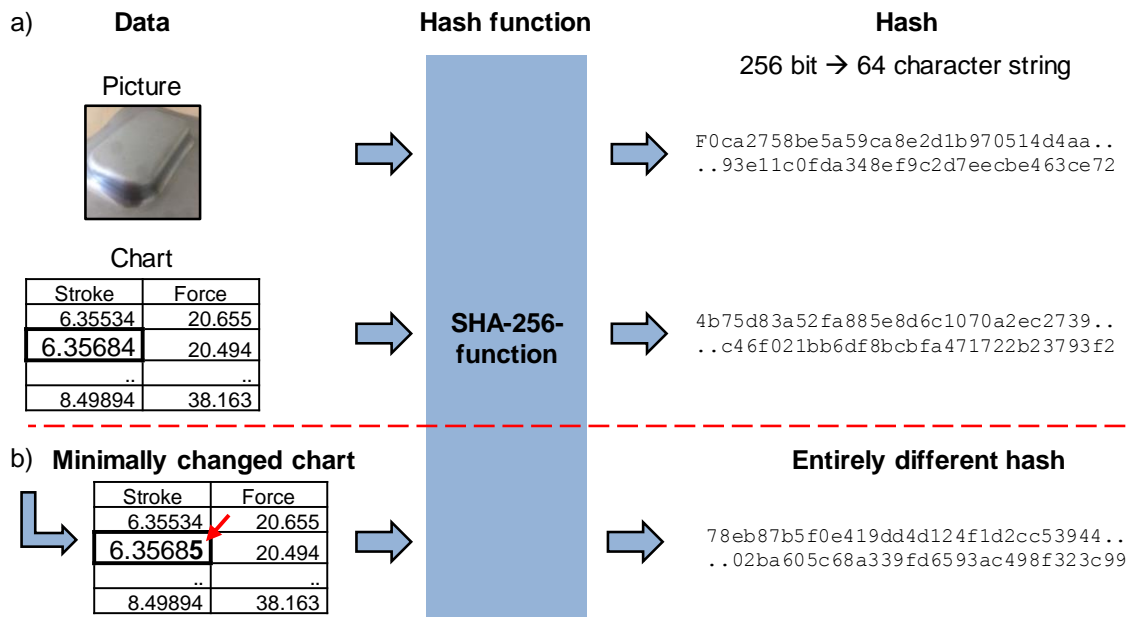 a) Data Hash function Hash
256 bit → 64 character string
Picture
F0ca2758be5a59ca8e2d1b970514d4aa..
..93e11c0fda348ef9c2d7eecbe463ce72
Chart
Stroke Force
6.35534 20.655
6.35684 20.494
.. ..
8.49894 38.163
SHA-256-
function
4b75d83a52fa885e8d6c1070a2ec2739..
..c46f021bb6df8bcbfa471722b23793f2
b) Minimally changed chart Entirely different hash
Stroke Force
6.35534 20.655
6.35685 20.494
.. ..
8.49894 38.163
78eb87b5f0e419dd4d124f1d2cc53944..
..02ba605c68a339fd6593ac498f323c99